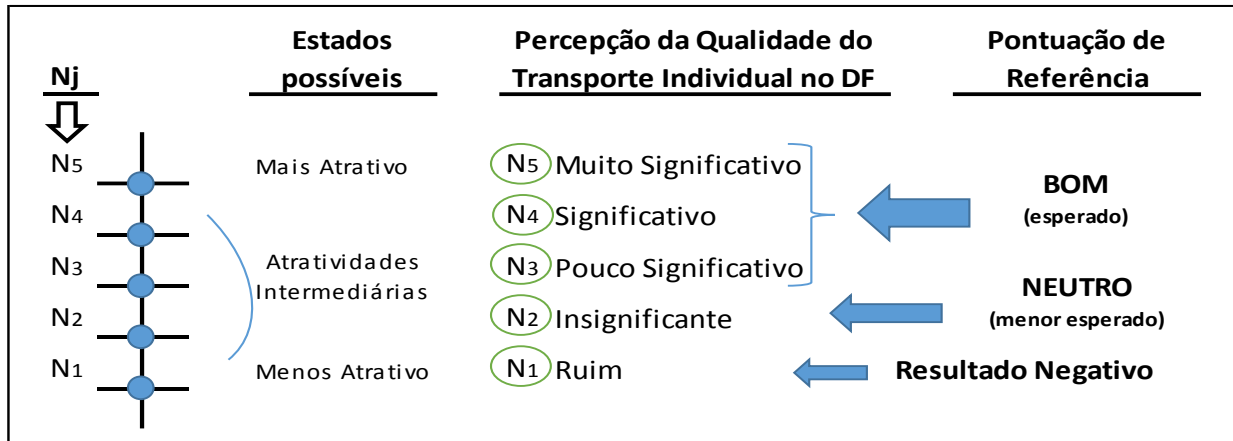 Nj
Estados
possíveis
Percepção da Qualidade do
Transporte Individual no DF
Pontuação de
Referência
N5
Mais Atrativo
N5 Muito Significativo
N4
N4 Significativo
BOM
(esperado)
N3
Atratividades
Intermediárias
N3 Pouco Significativo
N2
N2 Insignificante
NEUTRO
(menor esperado)
N1
Menos Atrativo
N1 Ruim
Resultado Negativo